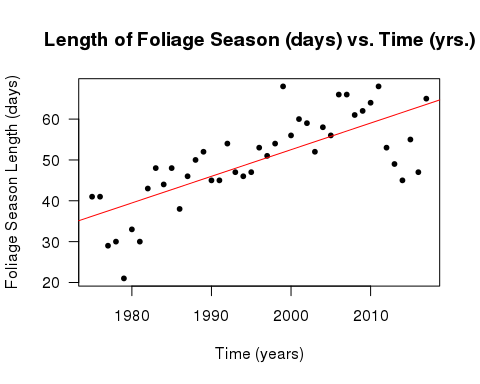 Length of Foliage Season (days) vs. Time (yrs.)
Foliage Season Length (days)
60
50
40
30
20
1980 1990 2000 2010
Time (years)